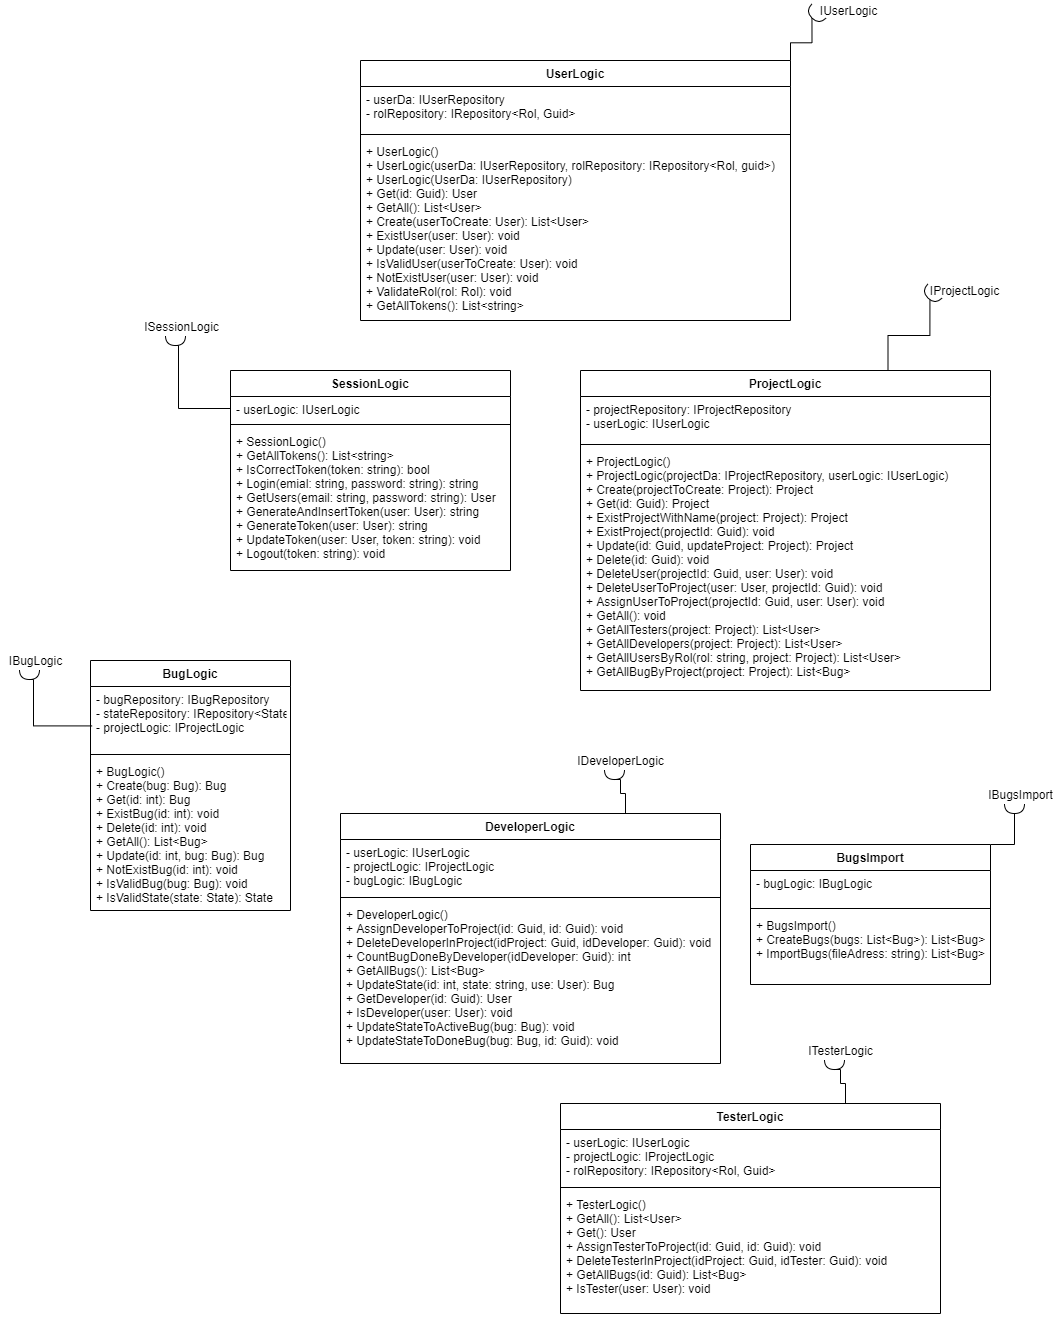 IUserLogic
UserLogic
- userDa: IUserRepository
- rolRepository: IRepository<Rol, Guid>
+ UserLogic()
+ UserLogic(userDa: IUserRepository, rolRepository: IRepository<Rol, guid>)
+ UserLogic(UserDa: IUserRepository)
+ Get(id: Guid): User
+ GetAll(): List<User>
+ Create(userToCreate: User): List<User>
+ ExistUser(user: User): void
+ Update(user: User): void
+ IsValidUser(userToCreate: User): void
+ NotExistUser(user: User): void
+ ValidateRol(rol: Rol): void
+ GetAllTokens(): List<string>
ISessionLogic
SessionLogic
- userLogic: IUserLogic
+ SessionLogic()
+ GetAllTokens(): List<string>
+ IsCorrectToken(token: string): bool
+ Login(emial: string, password: string): string
+ GetUsers(email: string, password: string): User
+ GenerateAndInsertToken(user: User): string
+ GenerateToken(user: User): string
+ UpdateToken(user: User, token: string): void
+ Logout(token: string): void
IProjectLogic
ProjectLogic
- projectRepository: IProjectRepository
- userLogic: IUserLogic
+ ProjectLogic()
+ ProjectLogic(projectDa: IProjectRepository, userLogic: IUserLogic)
+ Create(projectToCreate: Project): Project
+ Get(id: Guid): Project
+ ExistProjectWithName(project: Project): Project
+ ExistProject(projectId: Guid): void
+ Update(id: Guid, updateProject: Project): Project
+ Delete(id: Guid): void
+ DeleteUser(projectId: Guid, user: User): void
+ DeleteUserToProject(user: User, projectId: Guid): void
+ AssignUserToProject(projectId: Guid, user: User): void
+ GetAll(): void
+ GetAllTesters(project: Project): List<User>
+ GetAllDevelopers(project: Project): List<User>
+ GetAllUsersByRol(rol: string, project: Project): List<User>
+ GetAllBugByProject(project: Project): List<Bug>
IBugLogic
BugLogic
- bugRepository: IBugRepository
- stateRepository: IRepository<State
- projectLogic: IProjectLogic
+ BugLogic()
+ Create(bug: Bug): Bug
+ Get(id: int): Bug
+ ExistBug(id: int): void
+ Delete(id: int): void
+ GetAll(): List<Bug>
+ Update(id: int, bug: Bug): Bug
+ NotExistBug(id: int): void
+ IsValidBug(bug: Bug): void
+ IsValidState(state: State): State
IDeveloperLogic
DeveloperLogic
- userLogic: IUserLogic
- projectLogic: IProjectLogic
- bugLogic: IBugLogic
+ DeveloperLogic()
+ AssignDeveloperToProject(id: Guid, id: Guid): void
+ DeleteDeveloperInProject(idProject: Guid, idDeveloper: Guid): void
+ CountBugDoneByDeveloper(idDeveloper: Guid): int
+ GetAllBugs(): List<Bug>
+ UpdateState(id: int, state: string, use: User): Bug
+ GetDeveloper(id: Guid): User
+ IsDeveloper(user: User): void
+ UpdateStateToActiveBug(bug: Bug): void
+ UpdateStateToDoneBug(bug: Bug, id: Guid): void
IBugsImport
BugsImport
- bugLogic: IBugLogic
+ BugsImport()
+ CreateBugs(bugs: List<Bug>): List<Bug>
+ ImportBugs(fileAdress: string): List<Bug>
ITesterLogic
TesterLogic
- userLogic: IUserLogic
- projectLogic: IProjectLogic
- rolRepository: IRepository<Rol, Guid>
+ TesterLogic()
+ GetAll(): List<User>
+ Get(): User
+ AssignTesterToProject(id: Guid, id: Guid): void
+ DeleteTesterInProject(idProject: Guid, idTester: Guid): void
+ GetAllBugs(id: Guid): List<Bug>
+ IsTester(user: User): void